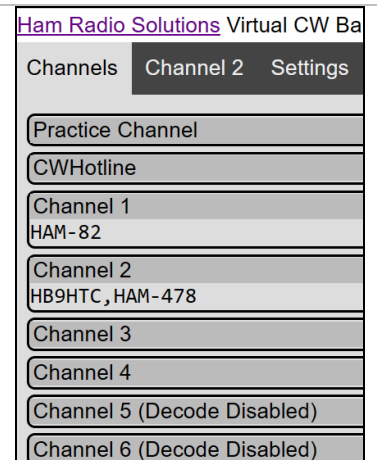 Ham Radio Solutions Virtual CW Ba
Channels Channel 2 Settings
Practice Channel
CWHotline
Channel 1
HAM-82
Channel 2
HB9HTC,HAM-478
Channel 3
Channel 4
Channel 5 (Decode Disabled)
Channel 6 (Decode Disabled)